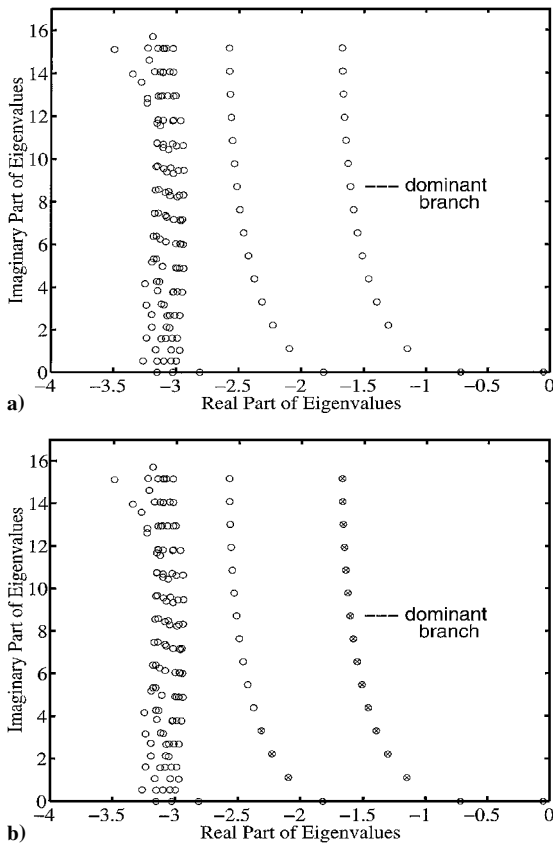 16
14
12
10
8
6
4
2
0
Imaginary Part of Eigenvalues
dominant
branch
−4 −3.5 −3 −2.5 −2 −1.5 −1 −0.5 0
Real Part of Eigenvalues
a)
16
14
12
10
8
6
4
2
0
Imaginary Part of Eigenvalues
dominant
branch
−4 −3.5 −3 −2.5 −2 −1.5 −1 −0.5 0
Real Part of Eigenvalues
b)